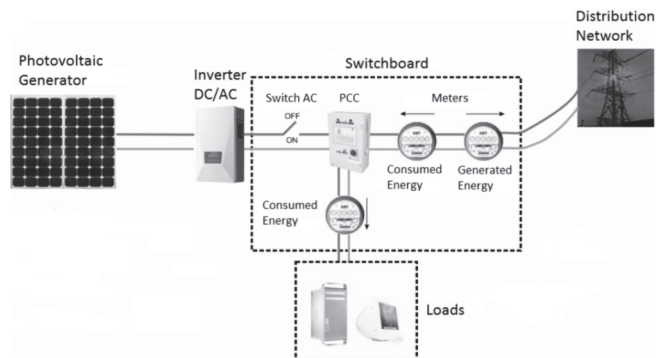 Distribution
Network
Photovoltaic
Generator
Inverter
DC/AC
Switchboard
Switch AC
PCC
Meters
OFF
ON
Consumed
Energy
Generated
Energy
Consumed
Energy
Loads